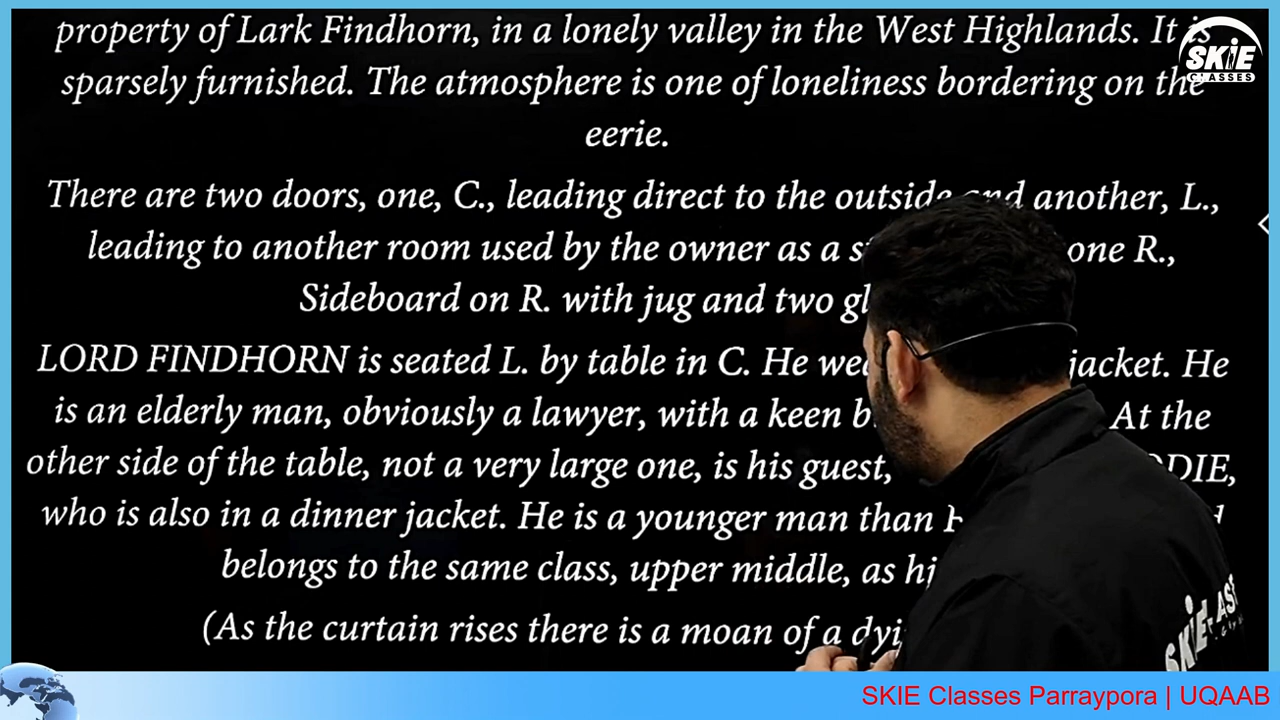 property of Lark Findhorn, in a lonely valley in the West Highlands. It is
SKIE
CLASSES
sparsely furnished. The atmosphere is one of loneliness bordering on the
eerie.
There are two doors, one, C., leading direct to the outside and another, L.,
leading to another room used by the owner as a one R.,
Sideboard on R. with jug and two
LORD FINDHORN is seated L. by table in C. He jacket. He
is an elderly man, obviously a lawyer, with a keen At the
other side of the table, not a very large one, is his guest,
who is also in a dinner jacket. He is a younger man than
belongs to the same class, upper middle, as
(As the curtain rises there is a moan of a
SKIE
SKIE Classes Parraypora | UQAAB